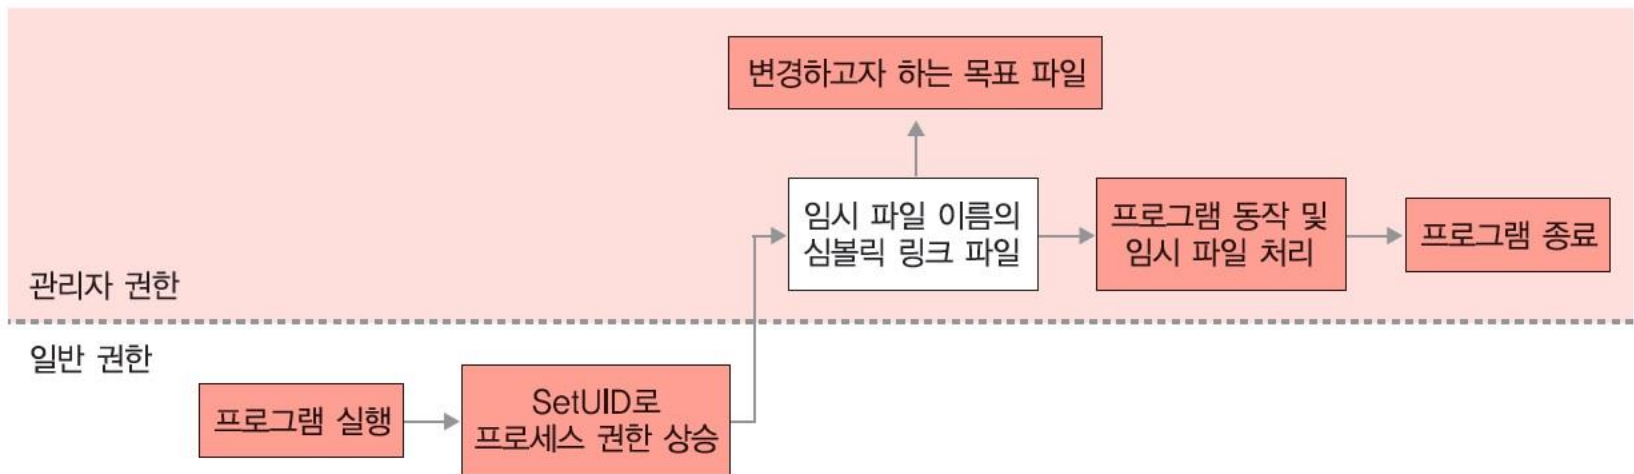 변경하고자 하는 목표 파일
임시 파일 이름의
심볼릭 링크 파일
프로그램 동작 및
임시 파일 처리
프로그램 종료
관리자 권한
일반 권한
프로그램 실행
SetUID로
프로세스 권한 상승